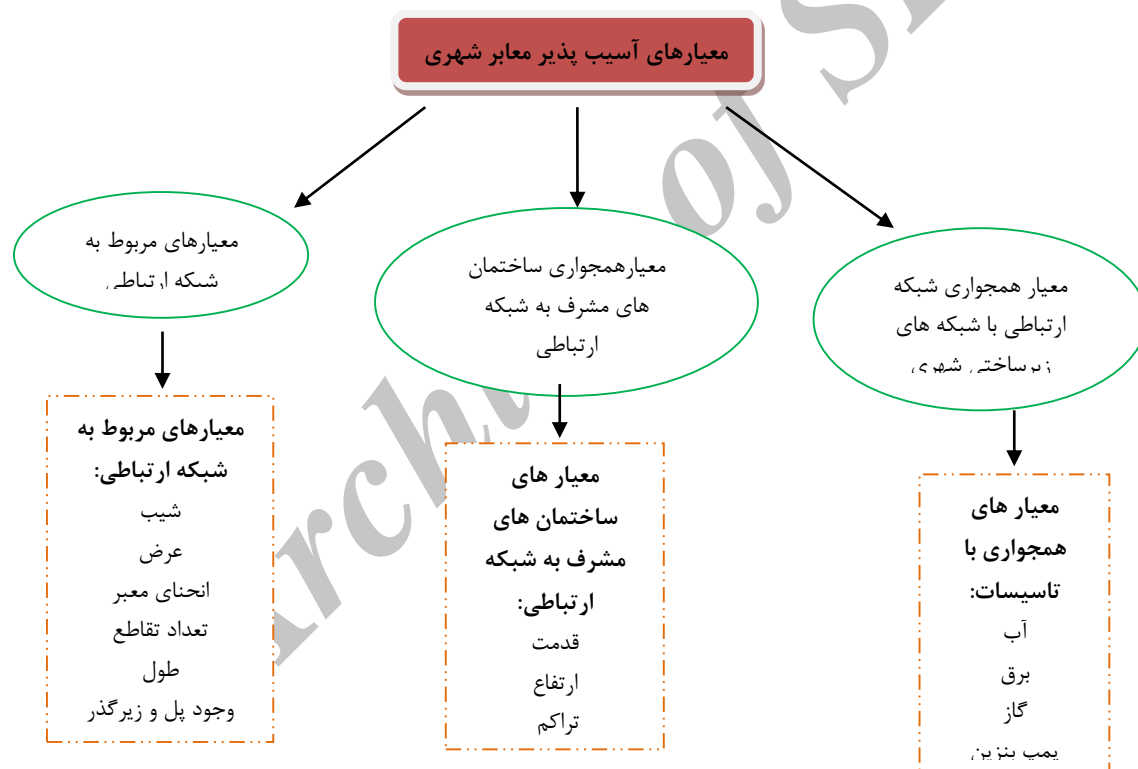 معیارهای آسیب پذیر معابر شهری
معیار همجواری شبکه
ارتباطی با شبکه های
زیرساختی شهری
معیارهمجواری ساختمان
های مشرف به شبکه
ارتباطی
معیارهای مربوط به
شبکه ارتباطی
معیار های
همجواری با
تاسیسات:
آب
برق
گاز
پمپ بنزین
معیار های
ساختمان های
مشرف به شبکه
ارتباطی:
قدمت
ارتفاع
تراکم
معیارهای مربوط به
شبکه ارتباطی:
شیب
عرض
انحنای معبر
تعداد تقاطع
طول
وجود پل و زیرگذر